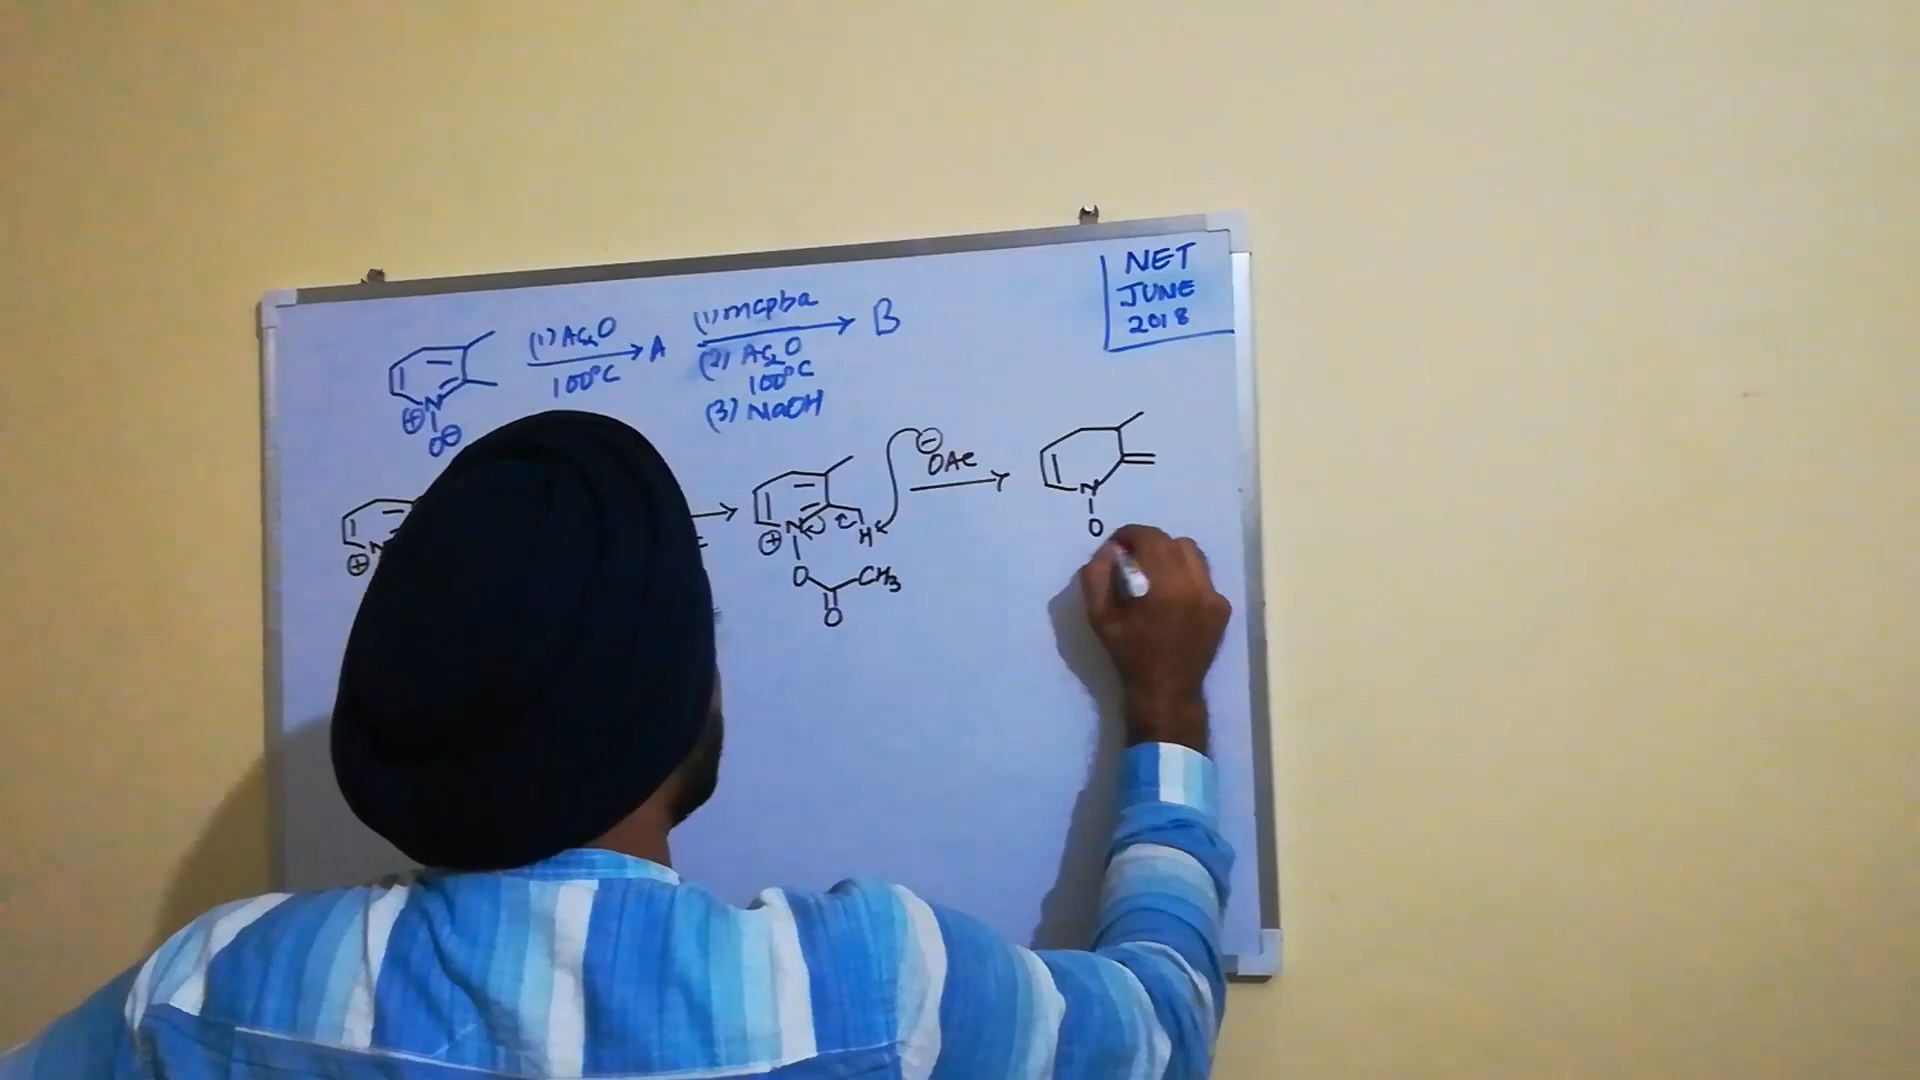 NET
JUNE
2018
(1) Ac₂O
100°C
A
(1) mcpba
(2) Ac₂O
100°C
(3) NaOH
B
N
⊕
O⊖
N
⊕
⊖
OAc
N
⊕
H
O
CH₃
O
N
O